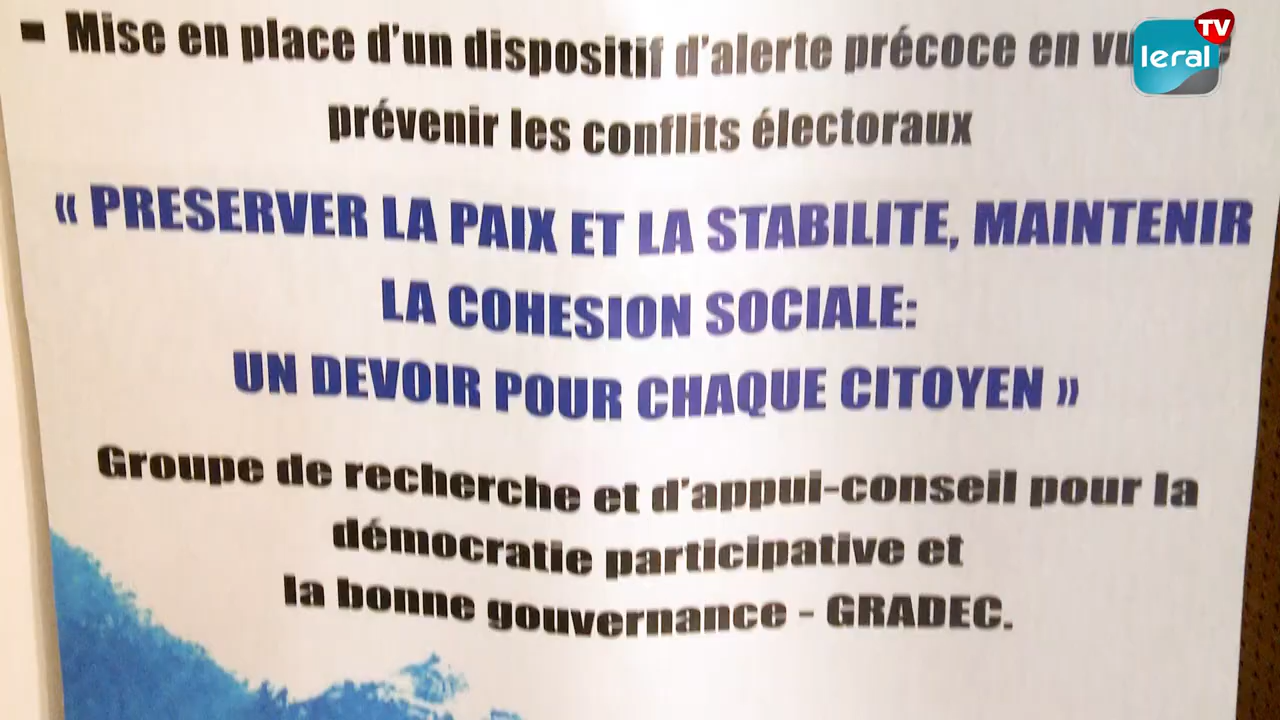 ▪ Mise en place d'un dispositif d'alerte précoce en
prévenir les conflits électoraux
« PRESERVER LA PAIX ET LA STABILITE, MAINTENIR
LA COHESION SOCIALE:
UN DEVOIR POUR CHAQUE CITOYEN »
Groupe de recherche et d'appui-conseil pour la
démocratie participative et
la bonne gouvernance - GRADEC.
leral TV